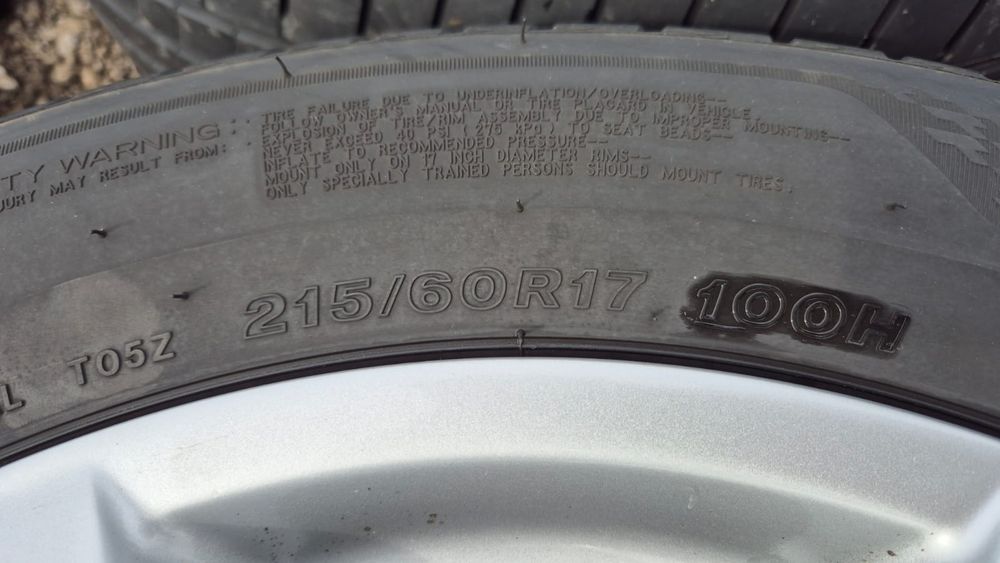 TY WARNING :
URY MAY RESULT FROM:
TIRE FAILURE DUE TO UNDERINFLATION/OVERLOADING--
FOLLOW OWNER'S MANUAL OR TIRE PLACARD IN VEHICLE.
EXPLOSION OF TIRE/RIM ASSEMBLY DUE TO IMPROPER MOUNTING--
NEVER EXCEED 40 PSI (275 kPa) TO SEAT BEADS--
INFLATE TO RECOMMENDED PRESSURE--
MOUNT ONLY ON 17 INCH DIAMETER RIMS--
ONLY SPECIALLY TRAINED PERSONS SHOULD MOUNT TIRES.
L T05Z 215/60R17 100H